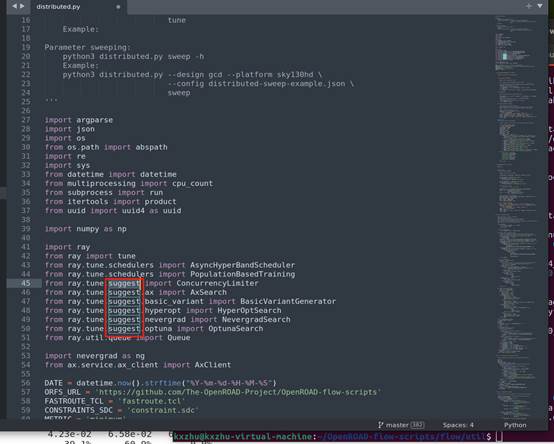 distributed.py
16 tune
17 Example:
18
19 Parameter sweeping:
20 python3 distributed.py sweep -h
21 Example:
22 python3 distributed.py --design gcd --platform sky130hd \
23 --config distributed-sweep-example.json \
24 sweep
25 '''
26
27 import argparse
28 import json
29 import os
30 from os.path import abspath
31 import re
32 import sys
33 from datetime import datetime
34 from multiprocessing import cpu_count
35 from subprocess import run
36 from itertools import product
37 from uuid import uuid4 as uuid
38
39 import numpy as np
40
41 import ray
42 from ray import tune
43 from ray.tune.schedulers import AsyncHyperBandScheduler
44 from ray.tune.schedulers import PopulationBasedTraining
45 from ray.tune.suggest import ConcurrencyLimiter
46 from ray.tune.suggest.ax import AxSearch
47 from ray.tune.suggest.basic_variant import BasicVariantGenerator
48 from ray.tune.suggest.hyperopt import HyperOptSearch
49 from ray.tune.suggest.nevergrad import NevergradSearch
50 from ray.tune.suggest.optuna import OptunaSearch
51 from ray.util.queue import Queue
52
53 import nevergrad as ng
54 from ax.service.ax_client import AxClient
55
56 DATE = datetime.now().strftime("%Y-%m-%d-%H-%M-%S")
57 ORFS_URL = 'https://github.com/The-OpenROAD-Project/OpenROAD-flow-scripts'
58 FASTROUTE_TCL = 'fastroute.tcl'
59 CONSTRAINTS_SDC = 'constraint.sdc'
60 METRIC = 'minimum'
master 382 Spaces: 4 Python
4.23e-02 6.58e-02
kxzhu@kxzhu-virtual-machine:~/OpenROAD-flow-scripts/flow/util$